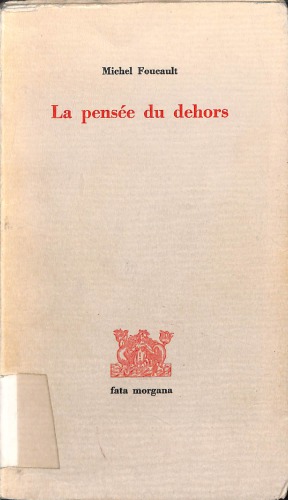 Michel Foucault
La pensée du dehors
fata morgana